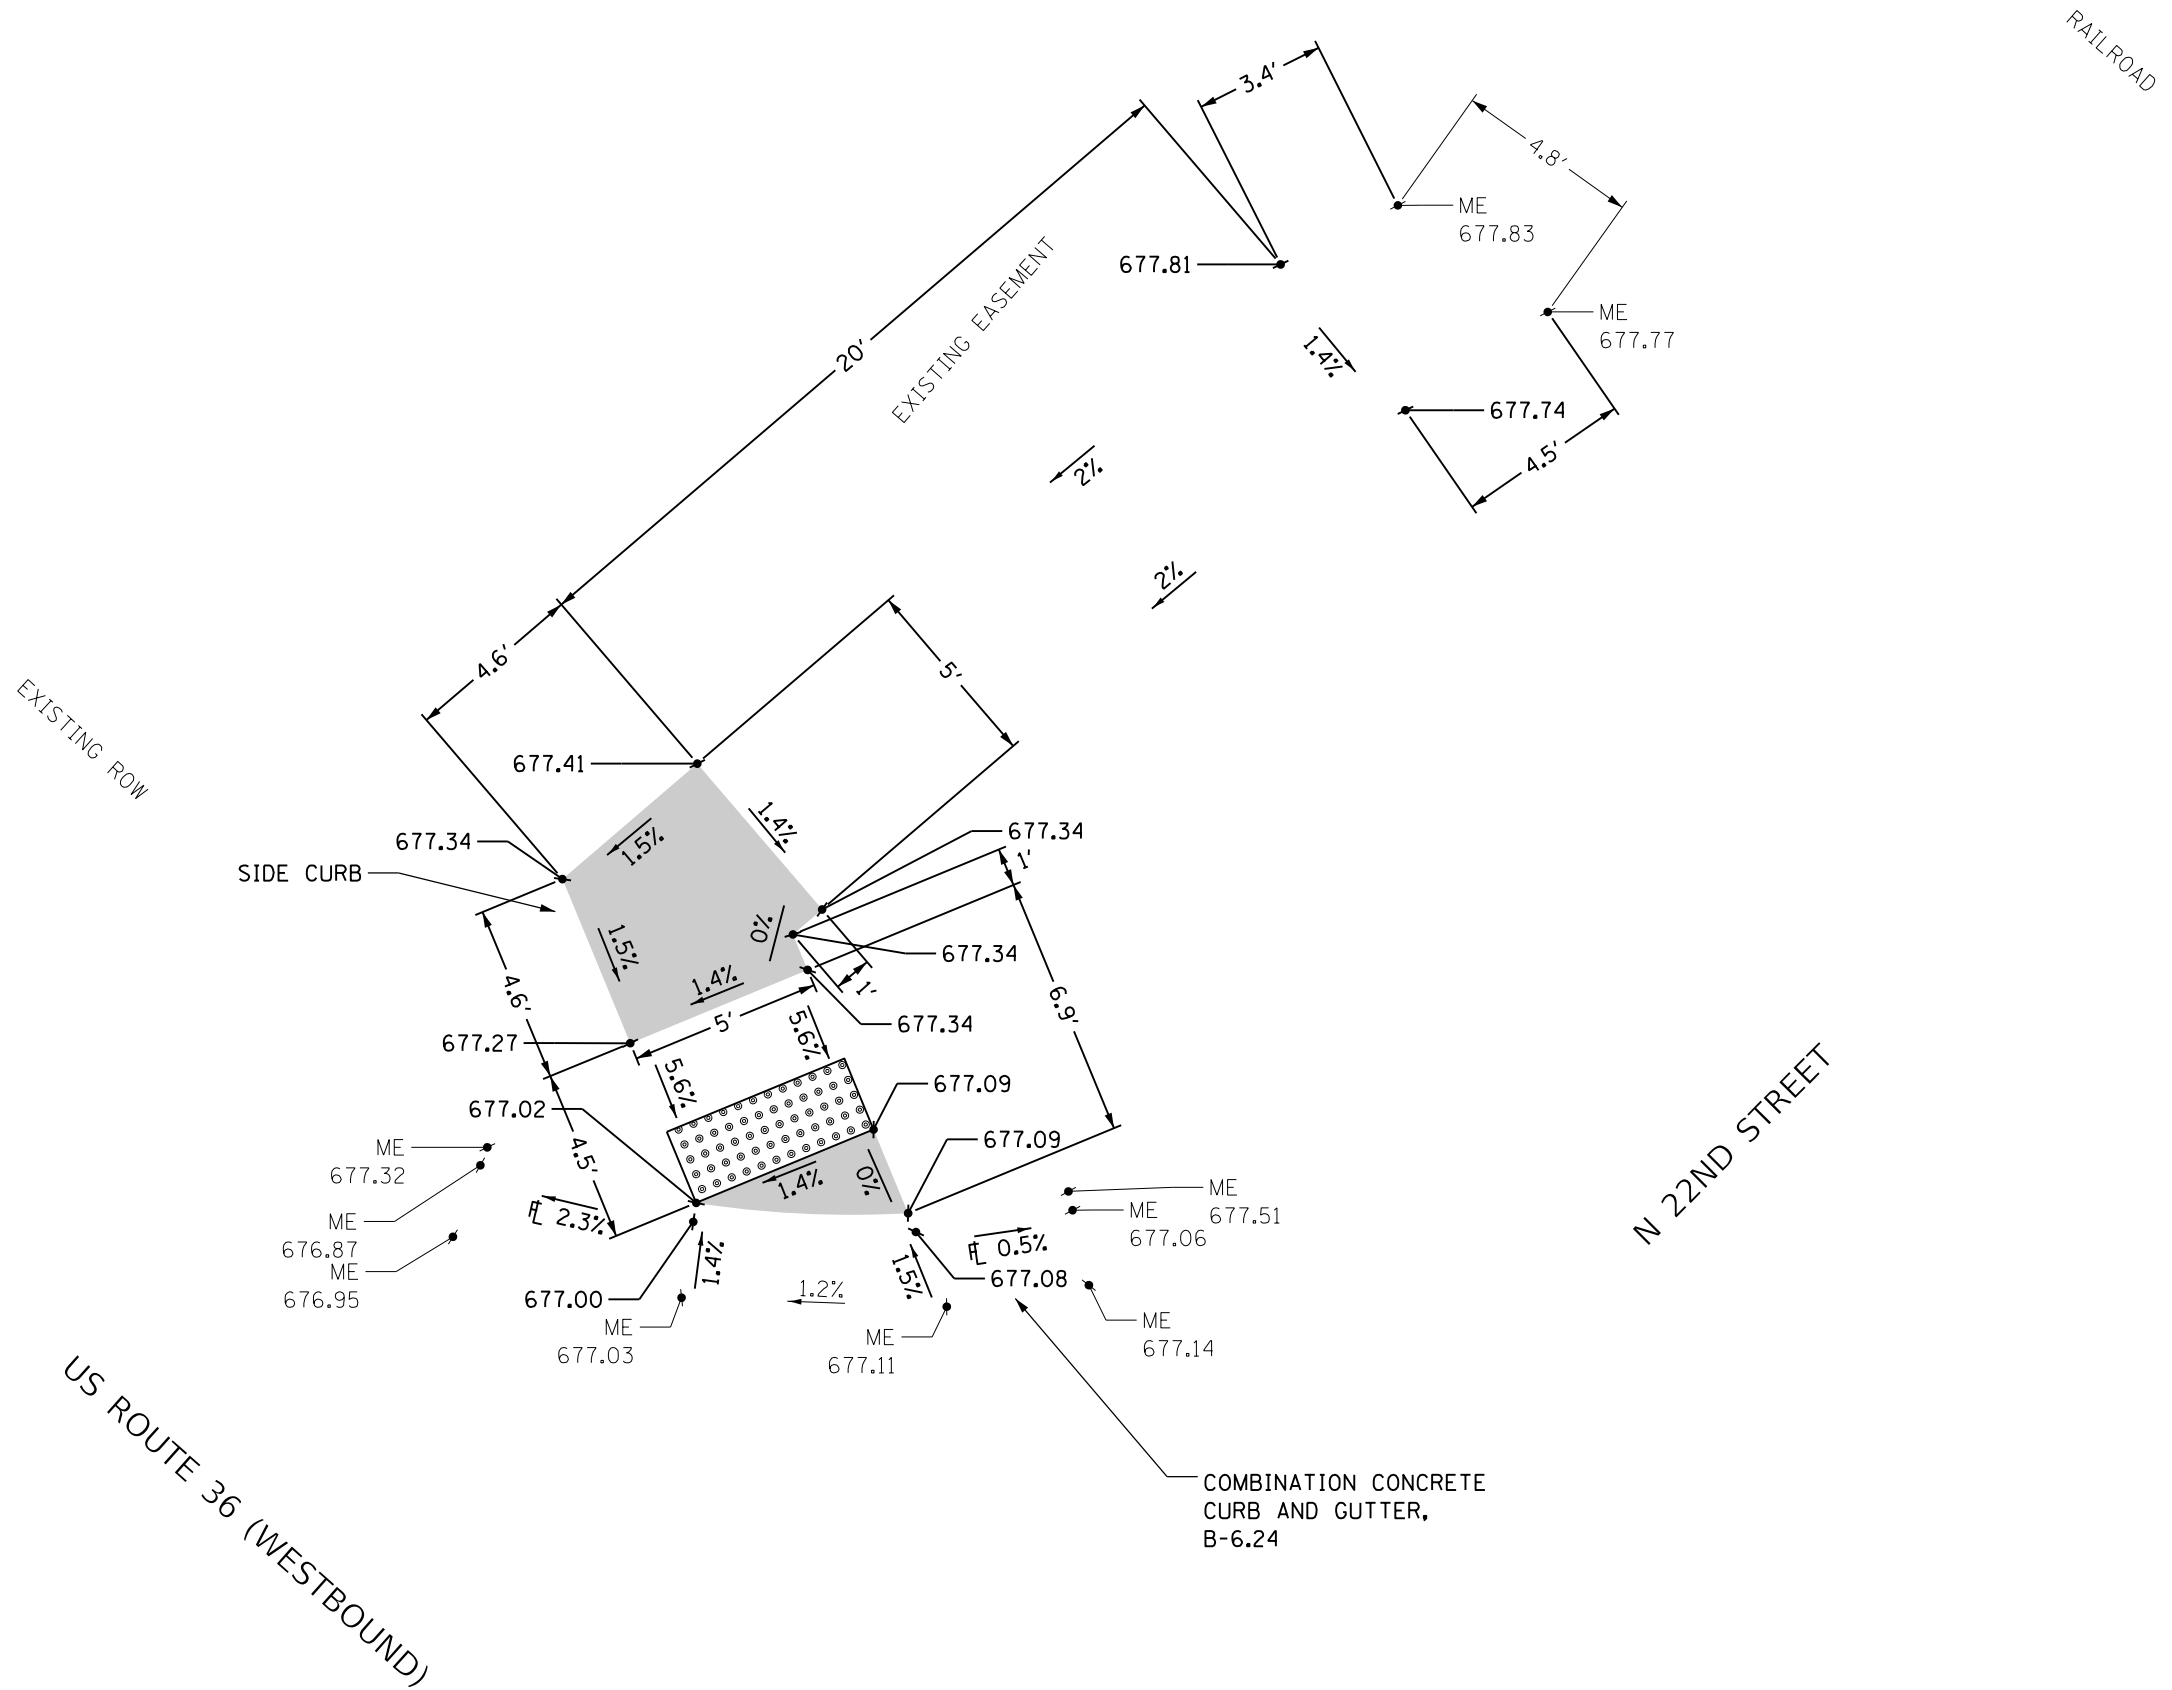 RAILROAD
3.4'
4.8'
ME
677.83
677.81
EXISTING EASEMENT
20'
ME
677.77
1.4%
677.74
4.5'
2%
2%
4.6'
5'
EXISTING ROW
677.41
1.4%
677.34
677.34
1.5%
SIDE CURB
1'
0%
677.34
1.5%
1.4%
1'
4.6'
5'
5.6%
677.34
6.9'
677.27
5.6%
677.09
677.02
677.09
ME
677.32
4.5'
1.4%
0%
ME
677.51
ME
676.87
ME
677.06
℄ 2.3%
℄ 0.5%
ME
676.95
1.4%
1.5%
677.08
677.00
1.2%
ME
677.03
ME
677.11
ME
677.14
N 22ND STREET
US ROUTE 36 (WESTBOUND)
COMBINATION CONCRETE
CURB AND GUTTER,
B-6.24